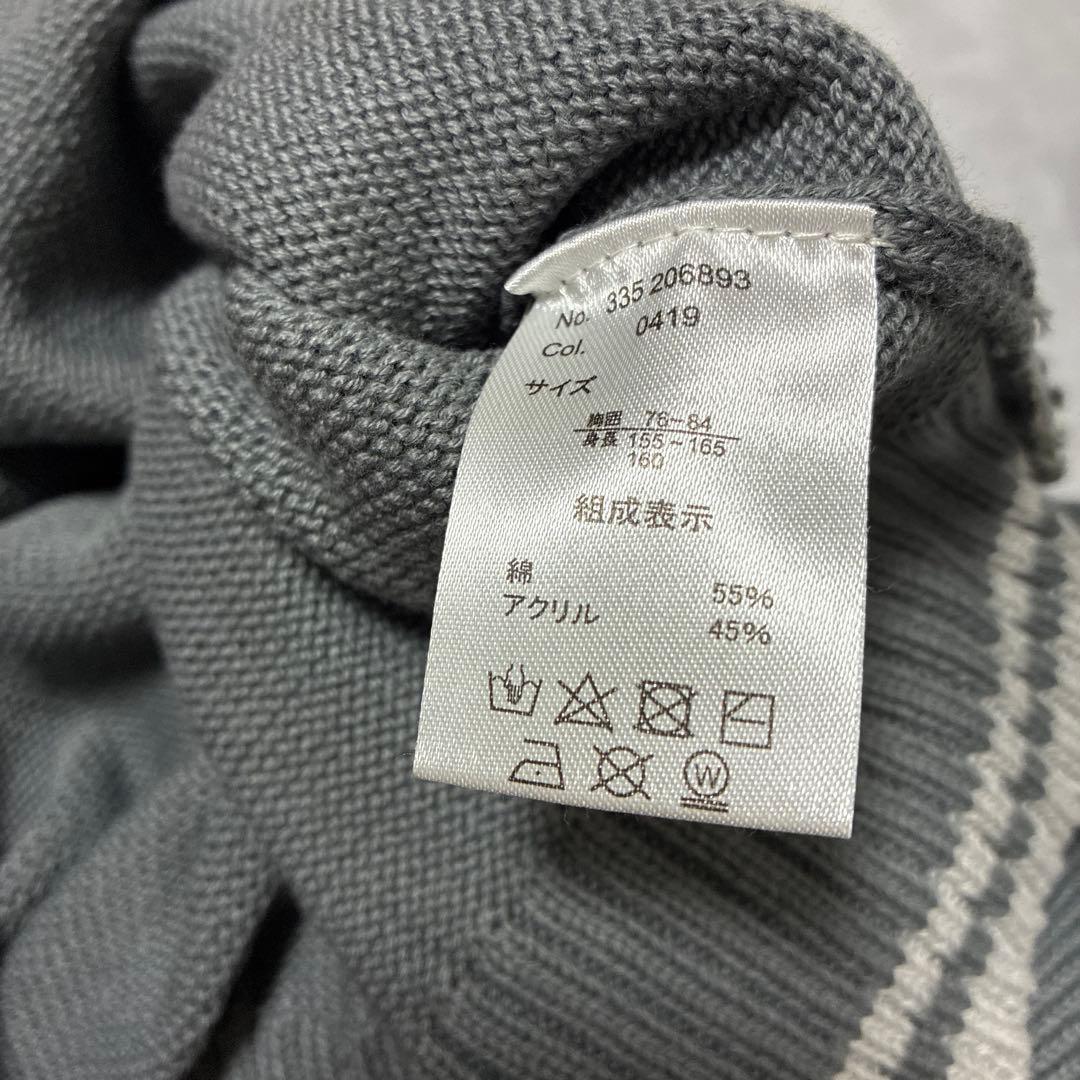 No. 335 206893
Col. 0419
サイズ
胸囲 76~84
身長 155~165
160
組成表示
綿 55%
アクリル 45%
W